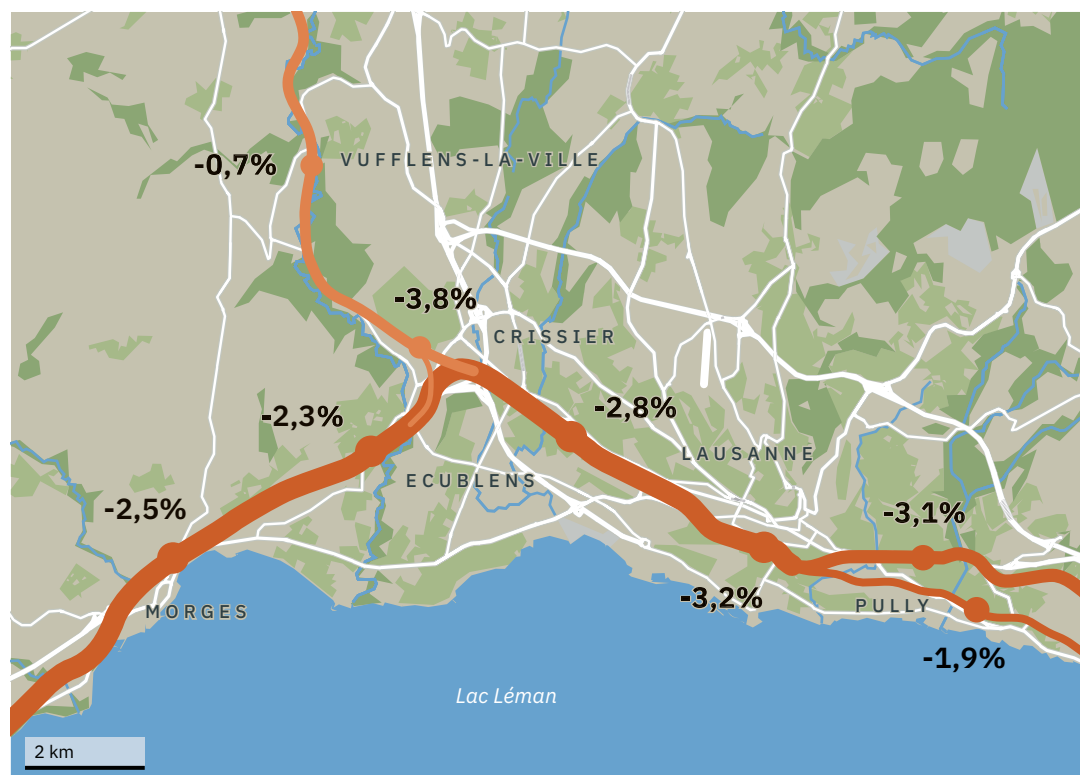 -0,7%
VUFFLENS-LA-VILLE
-3,8%
CRISSIER
-2,3%
-2,8%
LAUSANNE
ECUBLENS
-2,5%
-3,1%
-3,2%
PULLY
MORGES
-1,9%
Lac Léman
2 km